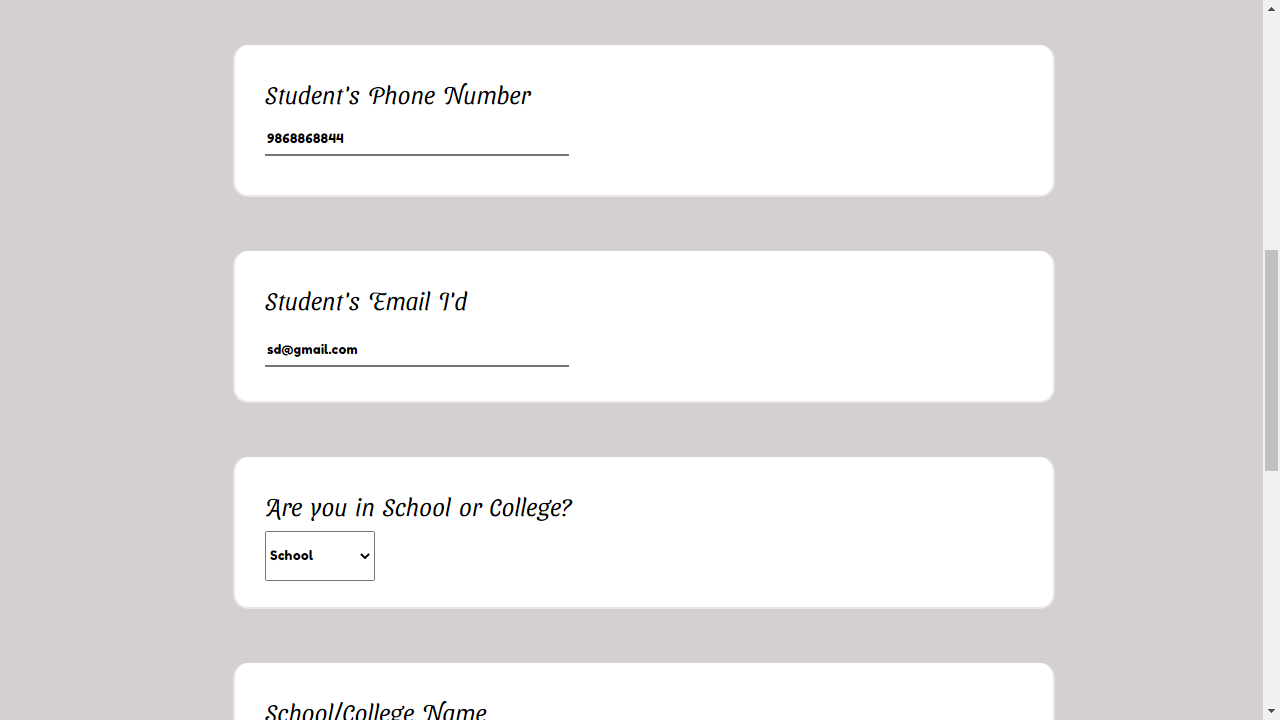 Student's Phone Number
9868868844
Student's Email I'd
sd@gmail.com
Are you in School or College?
School
School/College Name